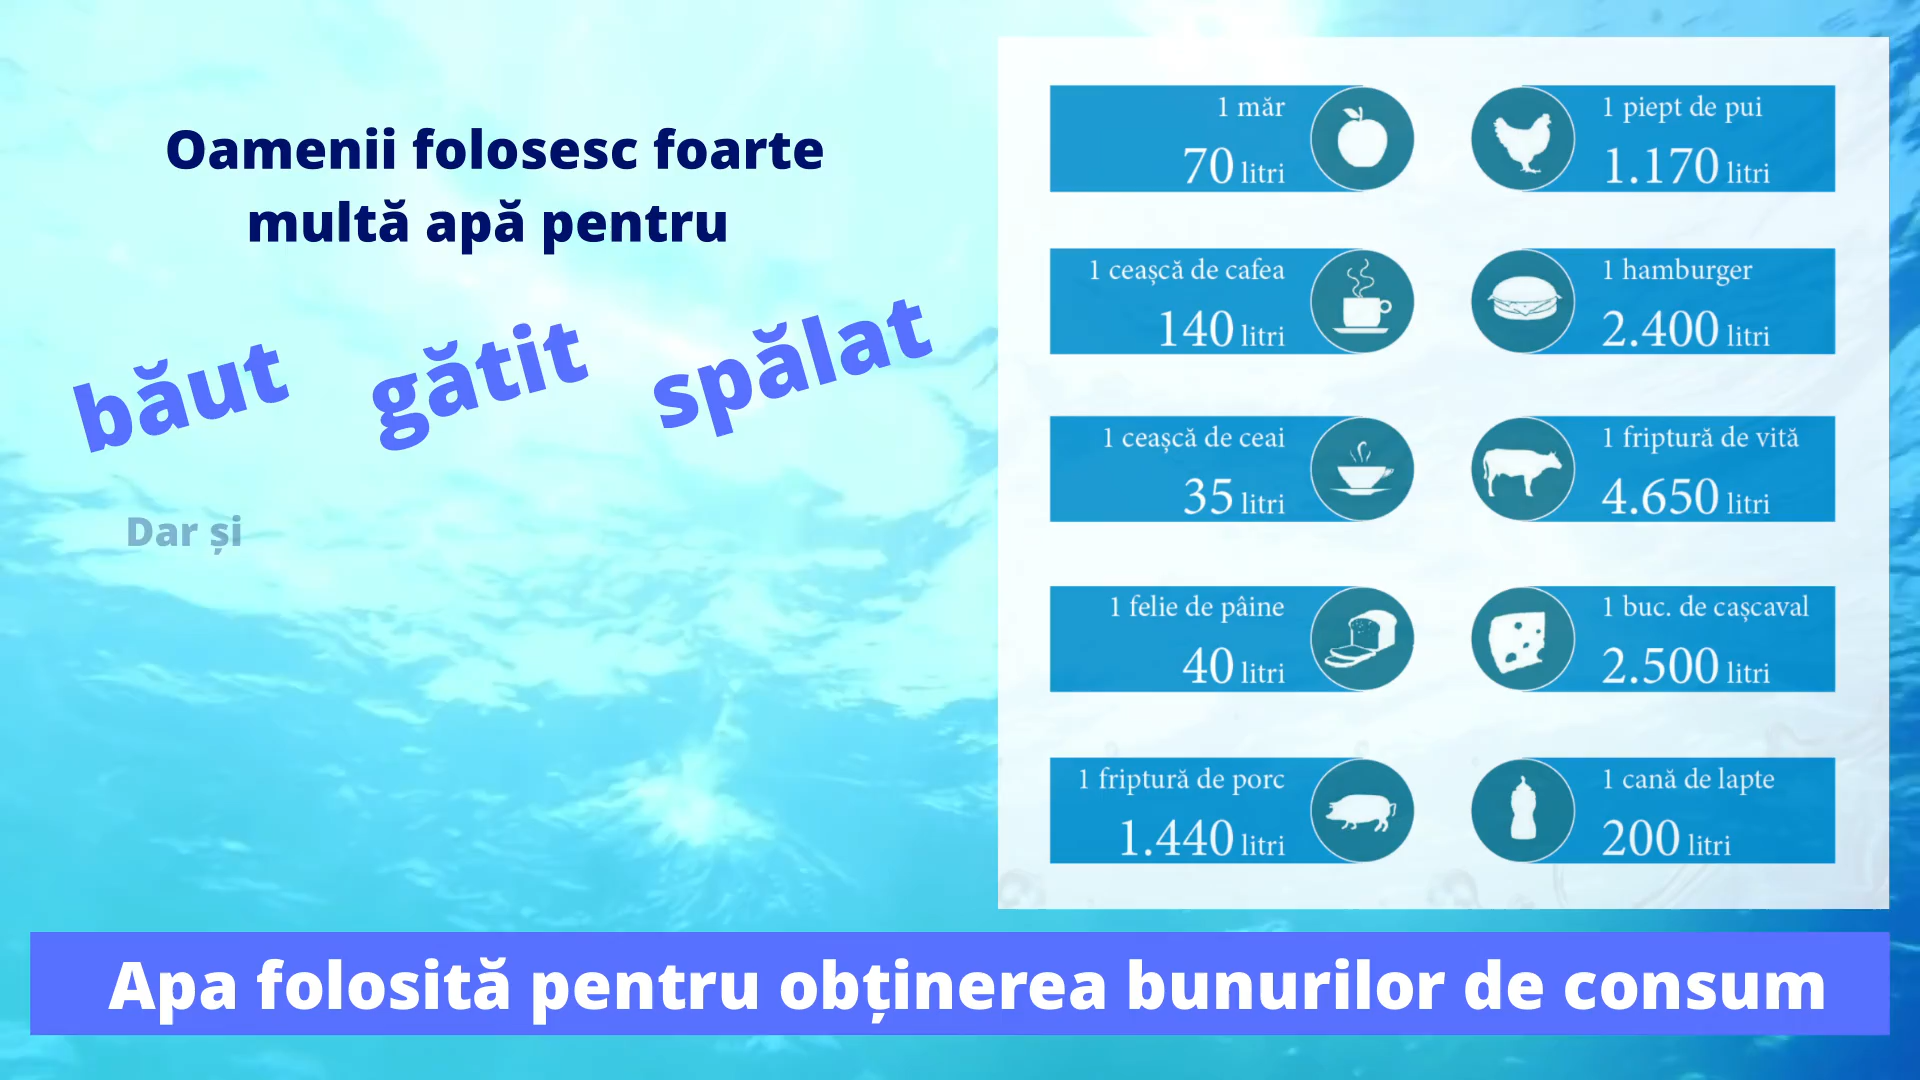 Oamenii folosesc foarte
multă apă pentru
băut gătit spălat
Dar și
1 măr
70 litri
1 piept de pui
1.170 litri
1 ceașcă de cafea
140 litri
1 hamburger
2.400 litri
1 ceașcă de ceai
35 litri
1 friptură de vită
4.650 litri
1 felie de pâine
40 litri
1 buc. de cașcaval
2.500 litri
1 friptură de porc
1.440 litri
1 cană de lapte
200 litri
Apa folosită pentru obținerea bunurilor de consum